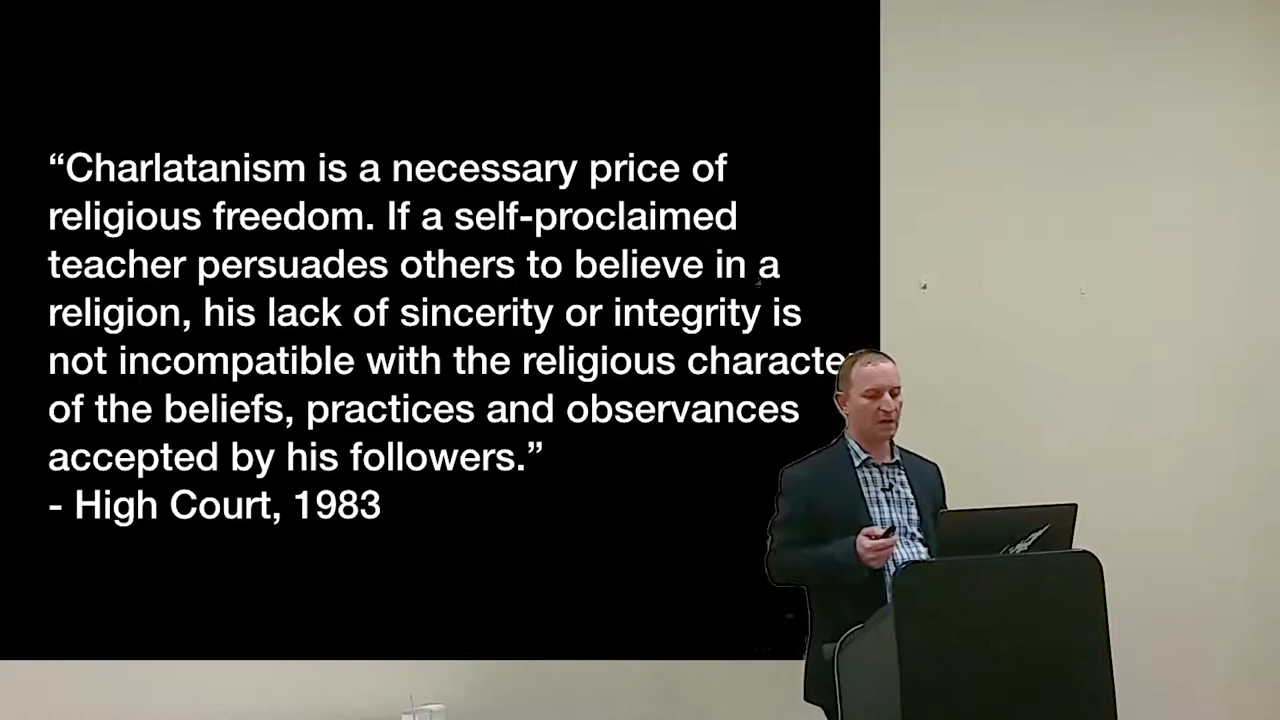 “Charlatanism is a necessary price of
religious freedom. If a self-proclaimed
teacher persuades others to believe in a
religion, his lack of sincerity or integrity is
not incompatible with the religious characte
of the beliefs, practices and observances
accepted by his followers.”
- High Court, 1983